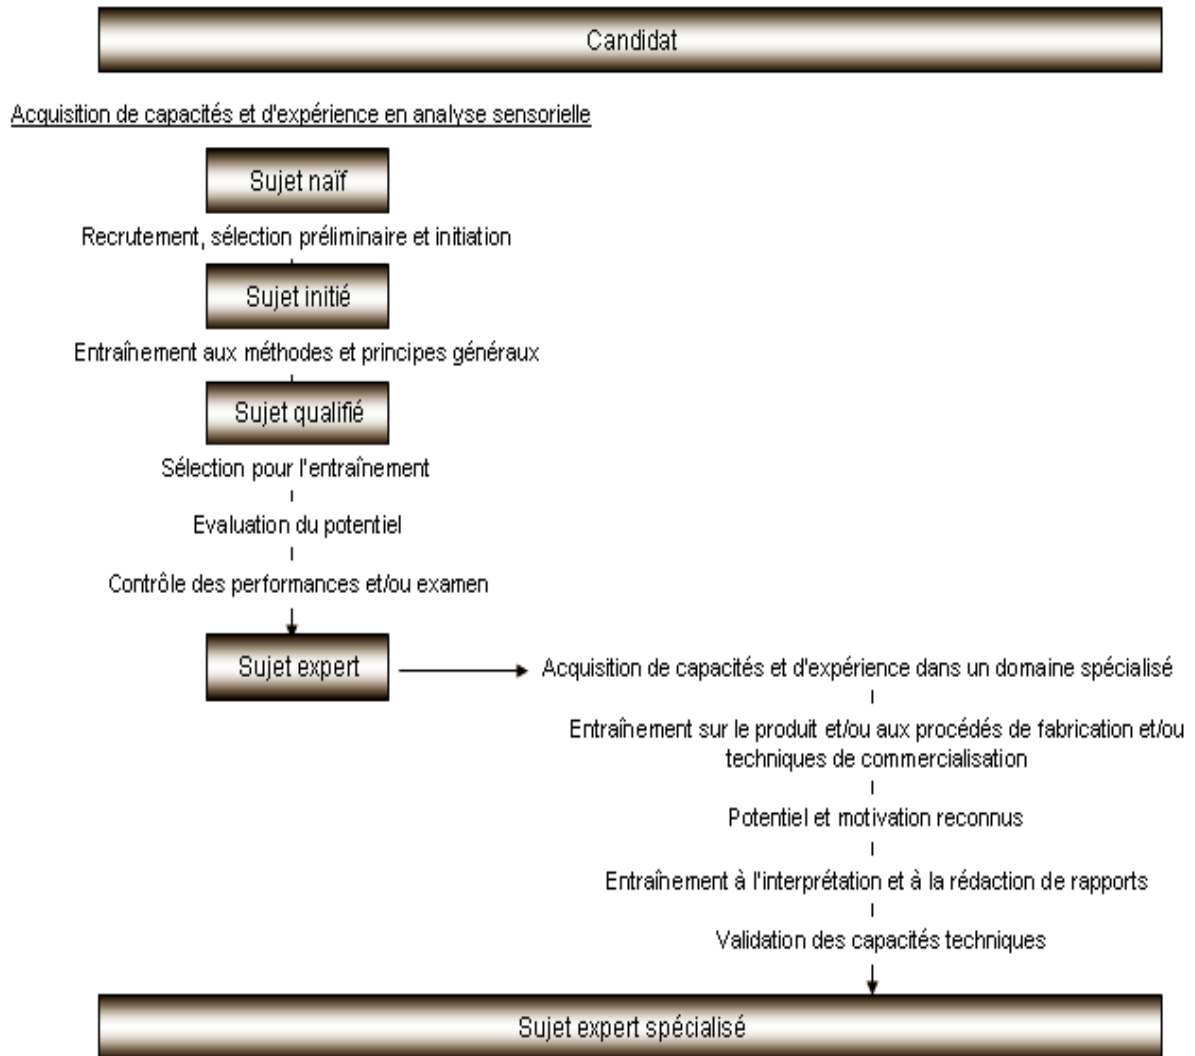 Candidat
Acquisition de capacités et d'expérience en analyse sensorielle
Sujet naïf
Recrutement, sélection préliminaire et initiation
Sujet initié
Entraînement aux méthodes et principes généraux
Sujet qualifié
Sélection pour l'entraînement
Evaluation du potentiel
Contrôle des performances et/ou examen
Sujet expert
Acquisition de capacités et d'expérience dans un domaine spécialisé
Entraînement sur le produit et/ou aux procédés de fabrication et/ou
techniques de commercialisation
Potentiel et motivation reconnus
Entraînement à l'interprétation et à la rédaction de rapports
Validation des capacités techniques
Sujet expert spécialisé